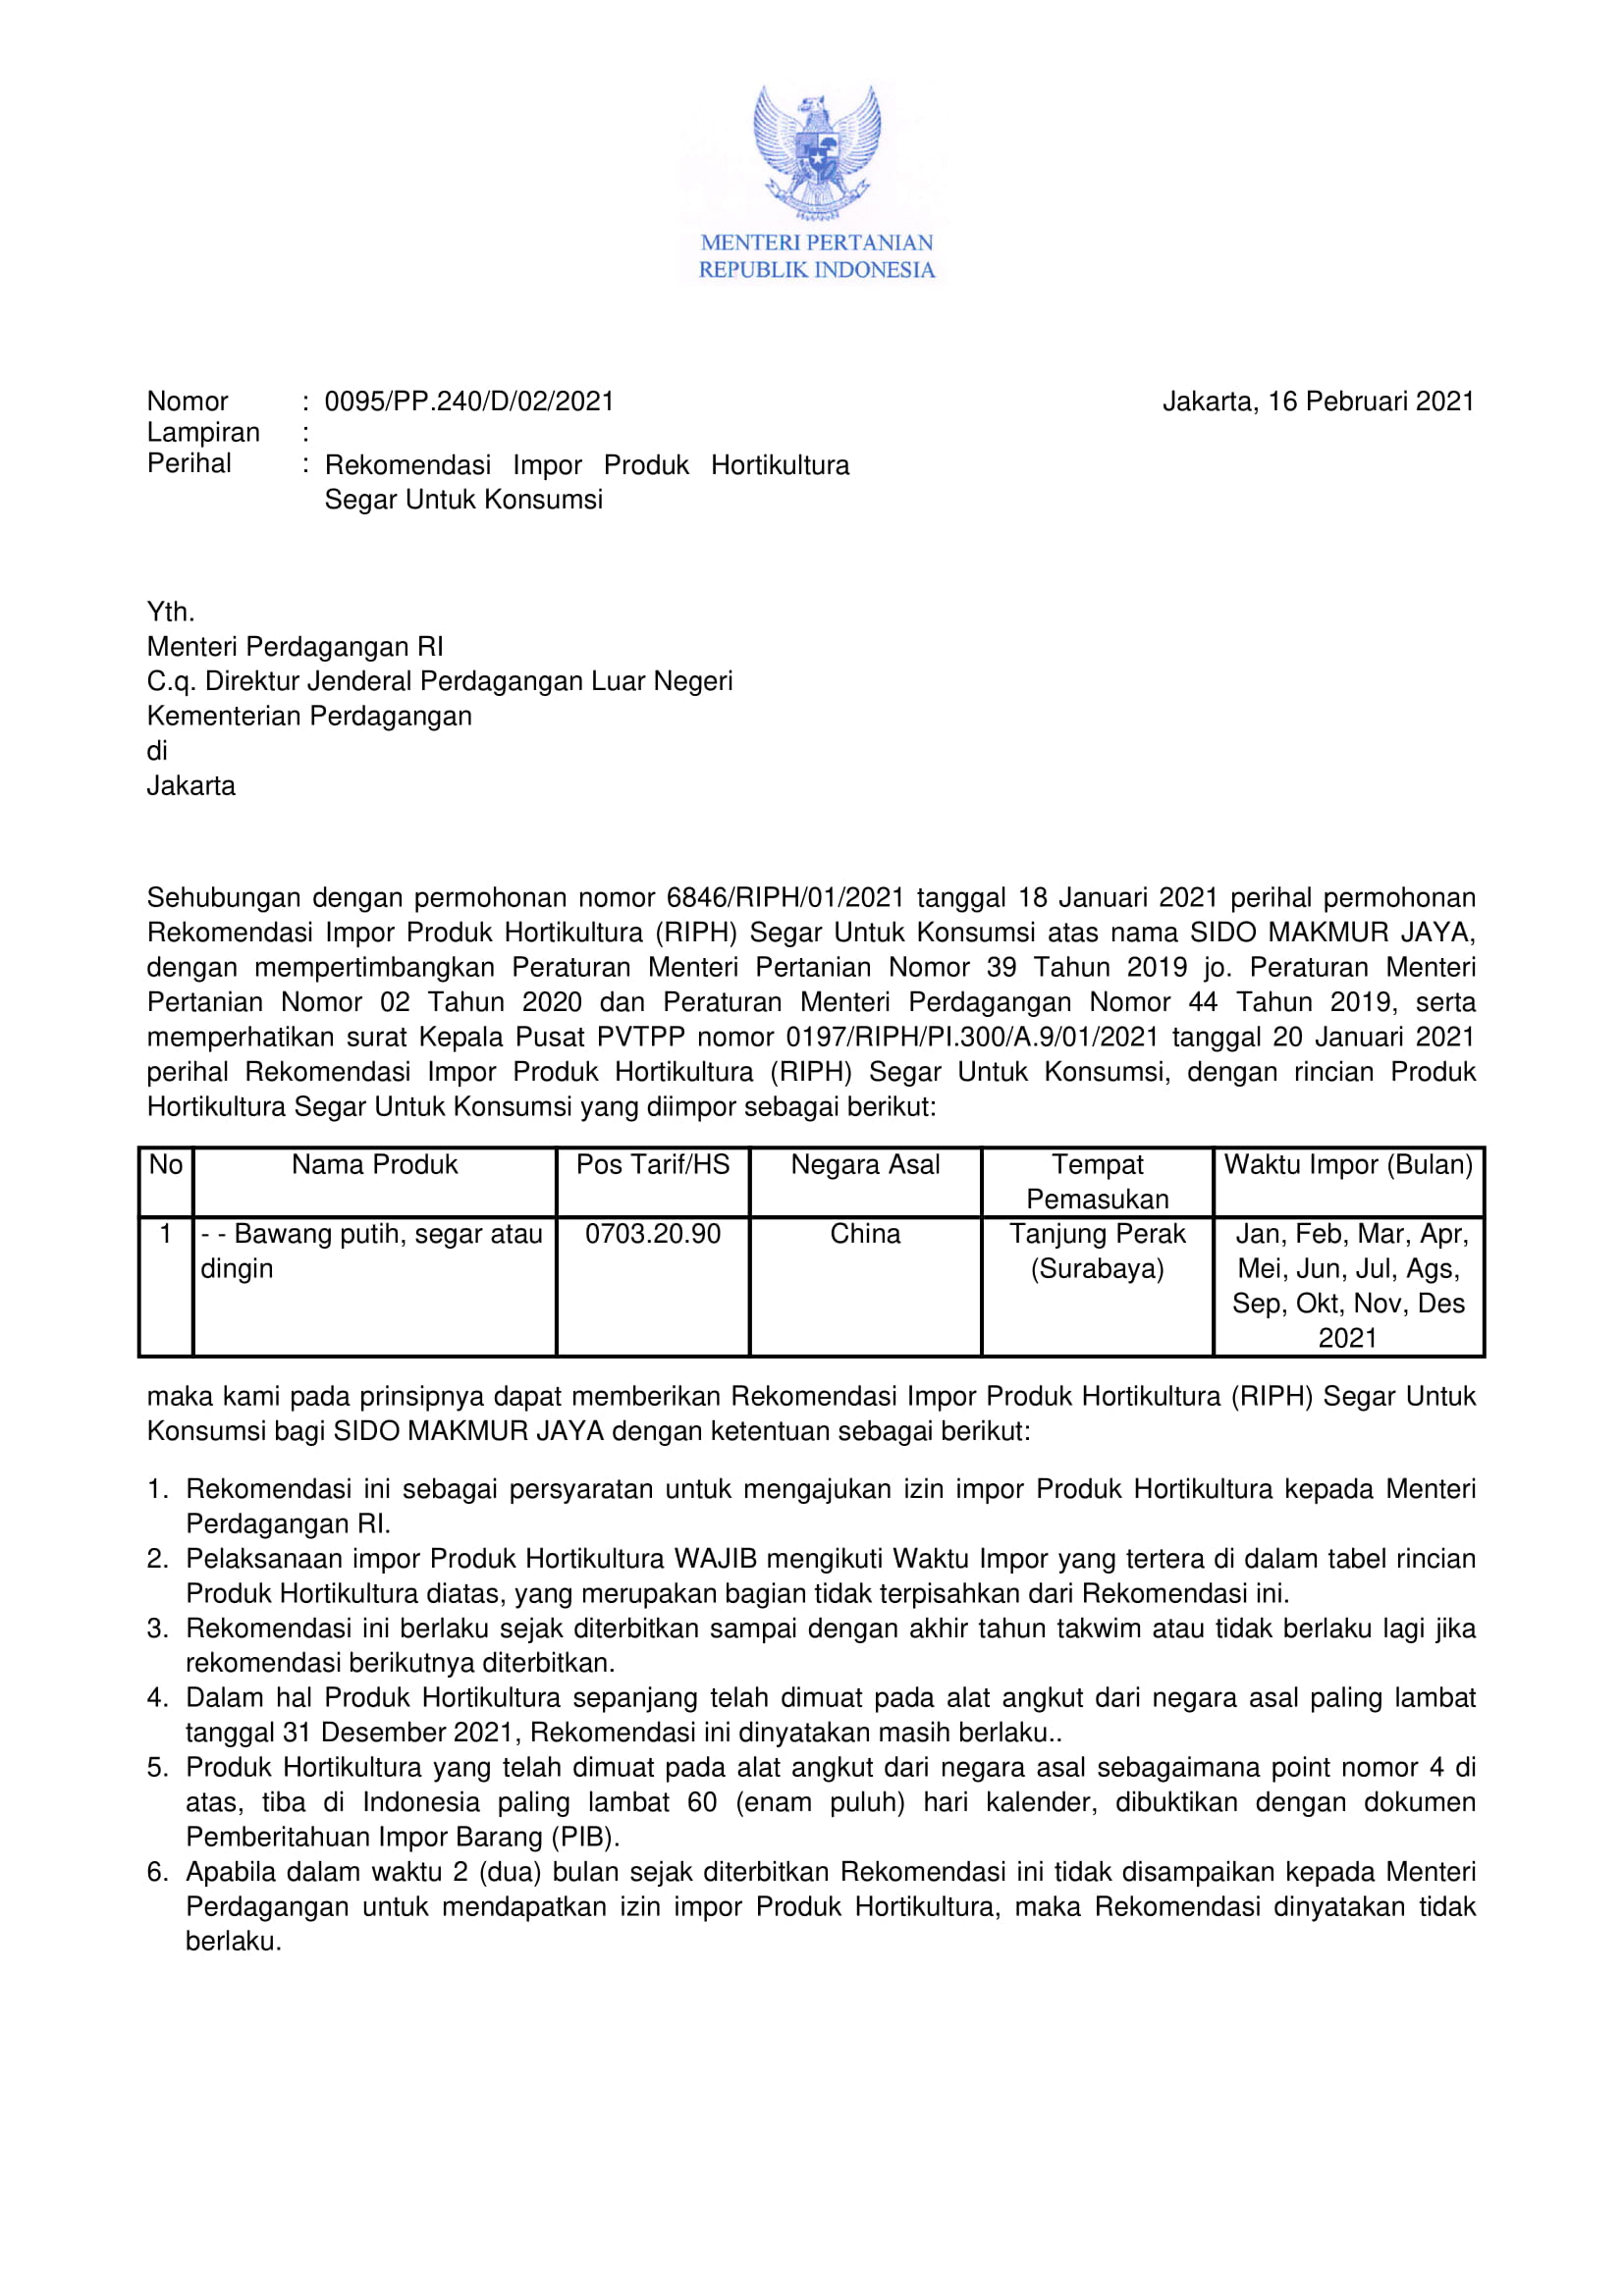 MENTERI PERTANIAN
REPUBLIK INDONESIA
Nomor : 0095/PP.240/D/02/2021 Jakarta, 16 Pebruari 2021
Lampiran :
Perihal : Rekomendasi Impor Produk Hortikultura
Segar Untuk Konsumsi
Yth.
Menteri Perdagangan RI
C.q. Direktur Jenderal Perdagangan Luar Negeri
Kementerian Perdagangan
di
Jakarta
Sehubungan dengan permohonan nomor 6846/RIPH/01/2021 tanggal 18 Januari 2021 perihal permohonan
Rekomendasi Impor Produk Hortikultura (RIPH) Segar Untuk Konsumsi atas nama SIDO MAKMUR JAYA,
dengan mempertimbangkan Peraturan Menteri Pertanian Nomor 39 Tahun 2019 jo. Peraturan Menteri
Pertanian Nomor 02 Tahun 2020 dan Peraturan Menteri Perdagangan Nomor 44 Tahun 2019, serta
memperhatikan surat Kepala Pusat PVTPP nomor 0197/RIPH/PI.300/A.9/01/2021 tanggal 20 Januari 2021
perihal Rekomendasi Impor Produk Hortikultura (RIPH) Segar Untuk Konsumsi, dengan rincian Produk
Hortikultura Segar Untuk Konsumsi yang diimpor sebagai berikut:
No Nama Produk Pos Tarif/HS Negara Asal Tempat Waktu Impor (Bulan)
Pemasukan
1 - - Bawang putih, segar atau 0703.20.90 China Tanjung Perak Jan, Feb, Mar, Apr,
dingin (Surabaya) Mei, Jun, Jul, Ags,
Sep, Okt, Nov, Des
2021
maka kami pada prinsipnya dapat memberikan Rekomendasi Impor Produk Hortikultura (RIPH) Segar Untuk
Konsumsi bagi SIDO MAKMUR JAYA dengan ketentuan sebagai berikut:
1. Rekomendasi ini sebagai persyaratan untuk mengajukan izin impor Produk Hortikultura kepada Menteri
Perdagangan RI.
2. Pelaksanaan impor Produk Hortikultura WAJIB mengikuti Waktu Impor yang tertera di dalam tabel rincian
Produk Hortikultura diatas, yang merupakan bagian tidak terpisahkan dari Rekomendasi ini.
3. Rekomendasi ini berlaku sejak diterbitkan sampai dengan akhir tahun takwim atau tidak berlaku lagi jika
rekomendasi berikutnya diterbitkan.
4. Dalam hal Produk Hortikultura sepanjang telah dimuat pada alat angkut dari negara asal paling lambat
tanggal 31 Desember 2021, Rekomendasi ini dinyatakan masih berlaku..
5. Produk Hortikultura yang telah dimuat pada alat angkut dari negara asal sebagaimana point nomor 4 di
atas, tiba di Indonesia paling lambat 60 (enam puluh) hari kalender, dibuktikan dengan dokumen
Pemberitahuan Impor Barang (PIB).
6. Apabila dalam waktu 2 (dua) bulan sejak diterbitkan Rekomendasi ini tidak disampaikan kepada Menteri
Perdagangan untuk mendapatkan izin impor Produk Hortikultura, maka Rekomendasi dinyatakan tidak
berlaku.